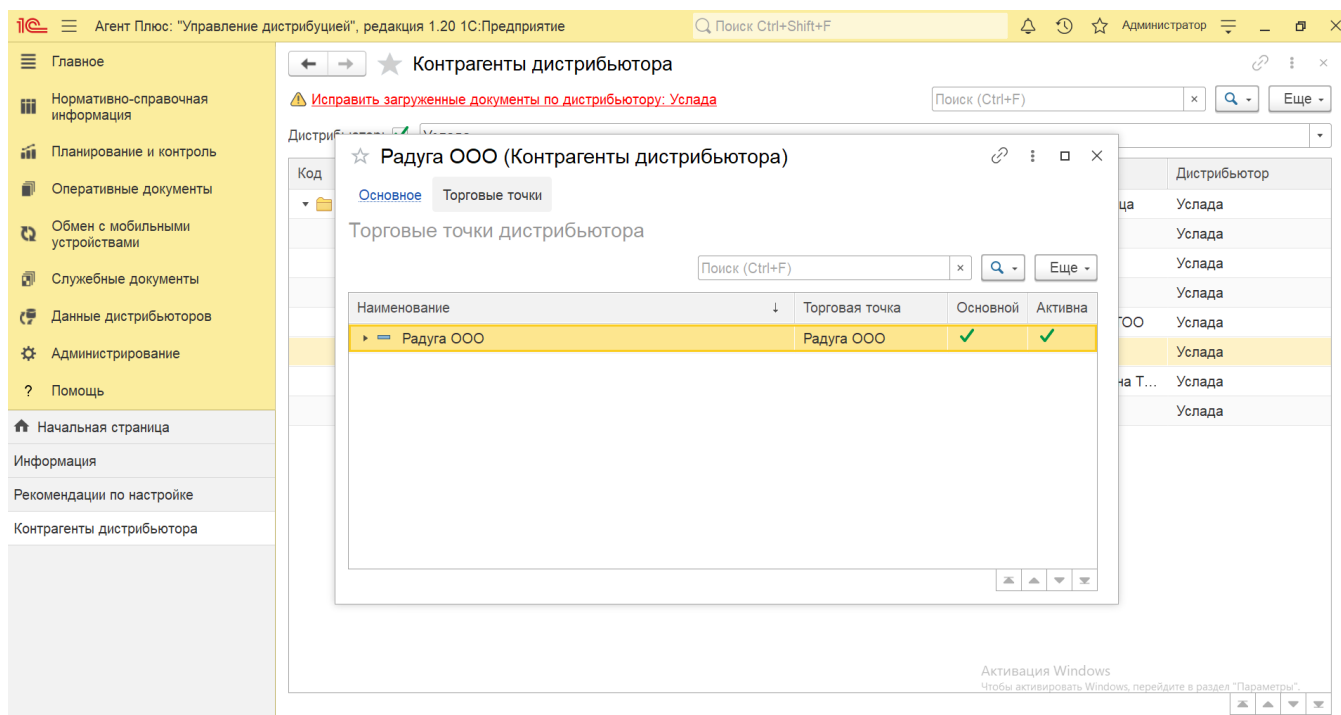 1С Агент Плюс: "Управление дистрибуцией", редакция 1.20 1С:Предприятие Поиск Ctrl+Shift+F Администратор
Главное
Нормативно-справочная
информация
Планирование и контроль
Оперативные документы
Обмен с мобильными
устройствами
Служебные документы
Данные дистрибьюторов
Администрирование
? Помощь
Начальная страница
Информация
Рекомендации по настройке
Контрагенты дистрибьютора
Контрагенты дистрибьютора
Исправить загруженные документы по дистрибьютору: Услада Поиск (Ctrl+F) × Еще
Код Дистрибьютор
Услада
Услада
Услада
Услада
ТОО Услада
Услада
на Т... Услада
Услада
Радуга ООО (Контрагенты дистрибьютора)
Основное Торговые точки
Торговые точки дистрибьютора
Поиск (Ctrl+F) × Еще
Наименование ↓ Торговая точка Основной Активна
Радуга ООО Радуга ООО
Активация Windows
Чтобы активировать Windows, перейдите в раздел "Параметры".